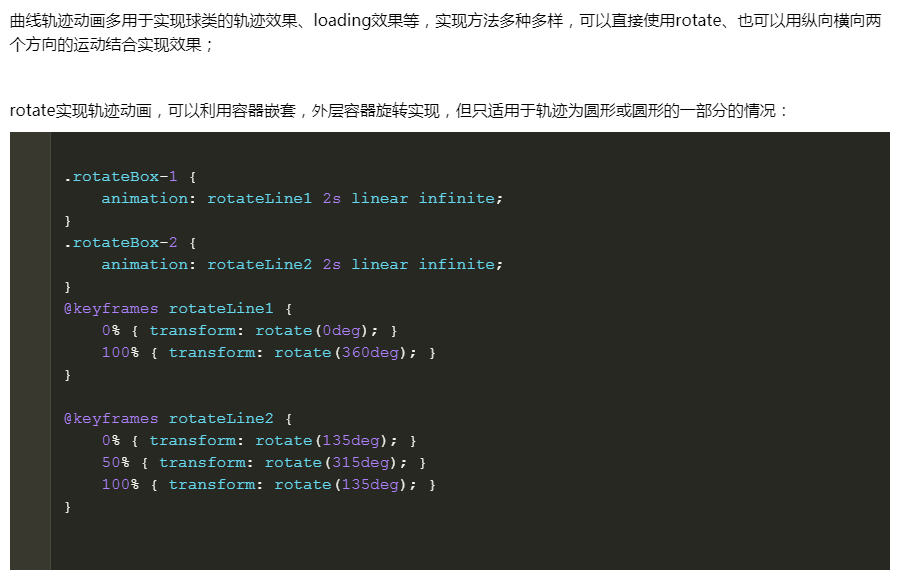 曲线轨迹动画多用于实现球类的轨迹效果、loading效果等，实现方法多种多样，可以直接使用rotate、也可以用纵向横向两
个方向的运动结合实现效果；
rotate实现轨迹动画，可以利用容器嵌套，外层容器旋转实现，但只适用于轨迹为圆形或圆形的一部分的情况：
.rotateBox-1 {
    animation: rotateLine1 2s linear infinite;
}
.rotateBox-2 {
    animation: rotateLine2 2s linear infinite;
}
@keyframes rotateLine1 {
    0% { transform: rotate(0deg); }
    100% { transform: rotate(360deg); }
}
@keyframes rotateLine2 {
    0% { transform: rotate(135deg); }
    50% { transform: rotate(315deg); }
    100% { transform: rotate(135deg); }
}